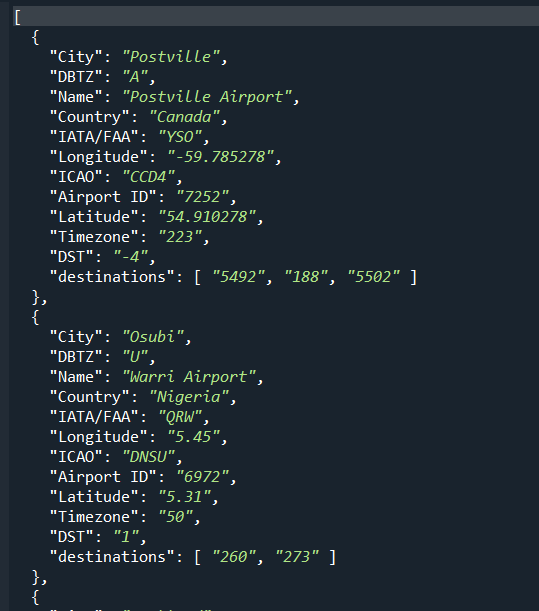 [
  {
    "City": "Postville",
    "DBTZ": "A",
    "Name": "Postville Airport",
    "Country": "Canada",
    "IATA/FAA": "YSO",
    "Longitude": "-59.785278",
    "ICAO": "CCD4",
    "Airport ID": "7252",
    "Latitude": "54.910278",
    "Timezone": "223",
    "DST": "-4",
    "destinations": [ "5492", "188", "5502" ]
  },
  {
    "City": "Osubi",
    "DBTZ": "U",
    "Name": "Warri Airport",
    "Country": "Nigeria",
    "IATA/FAA": "QRW",
    "Longitude": "5.45",
    "ICAO": "DNSU",
    "Airport ID": "6972",
    "Latitude": "5.31",
    "Timezone": "50",
    "DST": "1",
    "destinations": [ "260", "273" ]
  },
  {